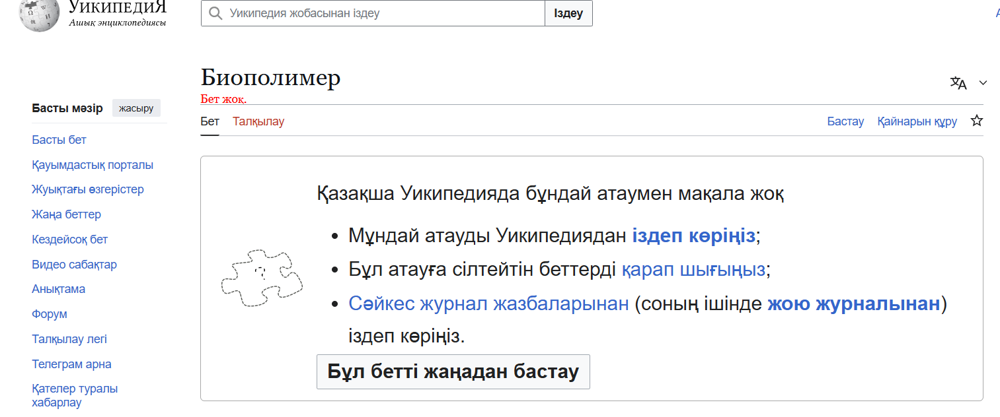 УИКИПЕДИЯ
Ашық энциклопедиясы
Уикипедия жобасынан іздеу
Іздеу
Биополимер
Бет жоқ.
Басты мәзір
жасыру
Бет
Талқылау
Бастау
Қайнарын құру
Басты бет
Қауымдастық порталы
Жуықтағы өзгерістер
Жаңа беттер
Кездейсоқ бет
Видео сабақтар
Анықтама
Форум
Талқылау легі
Телеграм арна
Қателер туралы
хабарлау
Қазақша Уикипедияда бұндай атаумен мақала жоқ
• Мұндай атауды Уикипедиядан іздеп көріңіз;
• Бұл атауға сілтейтін беттерді қарап шығыңыз;
• Сәйкес журнал жазбаларынан (соның ішінде жою журналынан)
іздеп көріңіз.
Бұл бетті жаңадан бастау